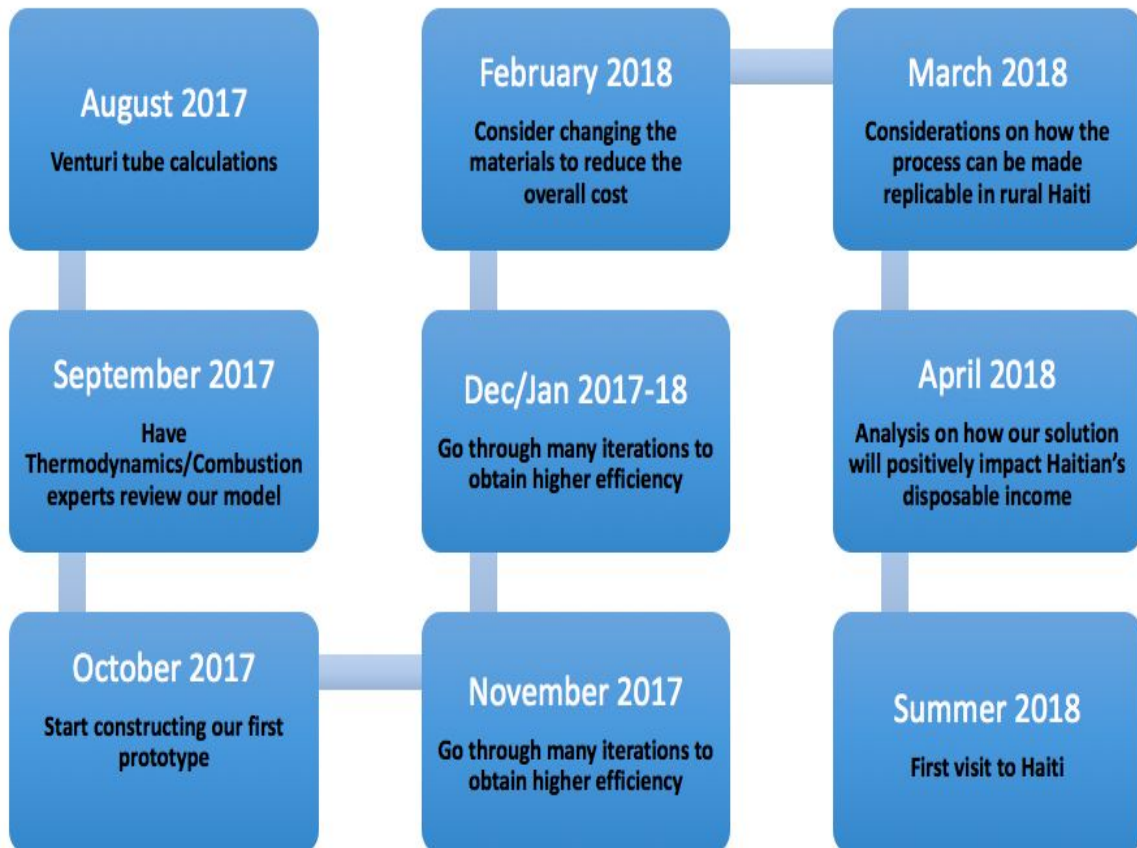 August 2017
Venturi tube calculations
September 2017
Have
Thermodynamics/Combustion
experts review our model
October 2017
Start constructing our first
prototype
November 2017
Go through many iterations to
obtain higher efficiency
Dec/Jan 2017-18
Go through many iterations to
obtain higher efficiency
February 2018
Consider changing the
materials to reduce the
overall cost
March 2018
Considerations on how the
process can be made
replicable in rural Haiti
April 2018
Analysis on how our solution
will positively impact Haitian’s
disposable income
Summer 2018
First visit to Haiti